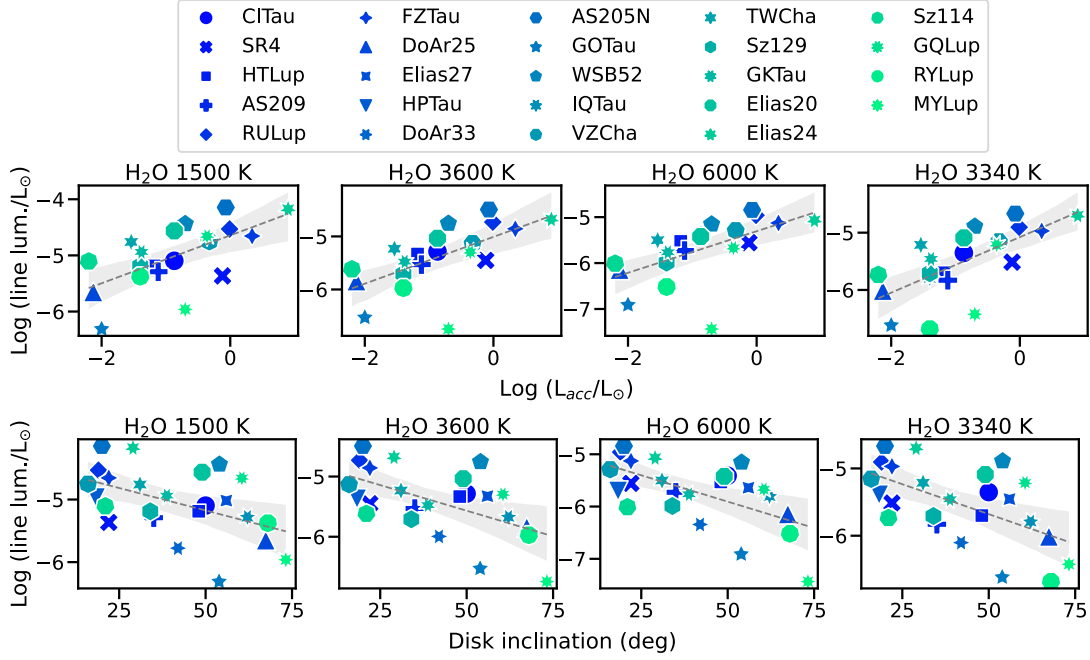 CITau FZTau AS205N TWCha Sz114
SR4 DoAr25 GOTau Sz129 GQLup
HTLup Elias27 WSB52 GKTau RYLup
AS209 HPTau IQTau Elias20 MYLup
RULup DoAr33 VZCha Elias24
H₂O 1500 K H₂O 3600 K H₂O 6000 K H₂O 3340 K
Log (line lum./L⊙)
−4
−5
−6
−5
−6
−5
−6
−7
−5
−6
−2 0 −2 0 −2 0 −2 0
Log (Lacc/L⊙)
H₂O 1500 K H₂O 3600 K H₂O 6000 K H₂O 3340 K
Log (line lum./L⊙)
−5
−6
−5
−6
−5
−6
−7
−5
−6
25 50 75 25 50 75 25 50 75 25 50 75
Disk inclination (deg)